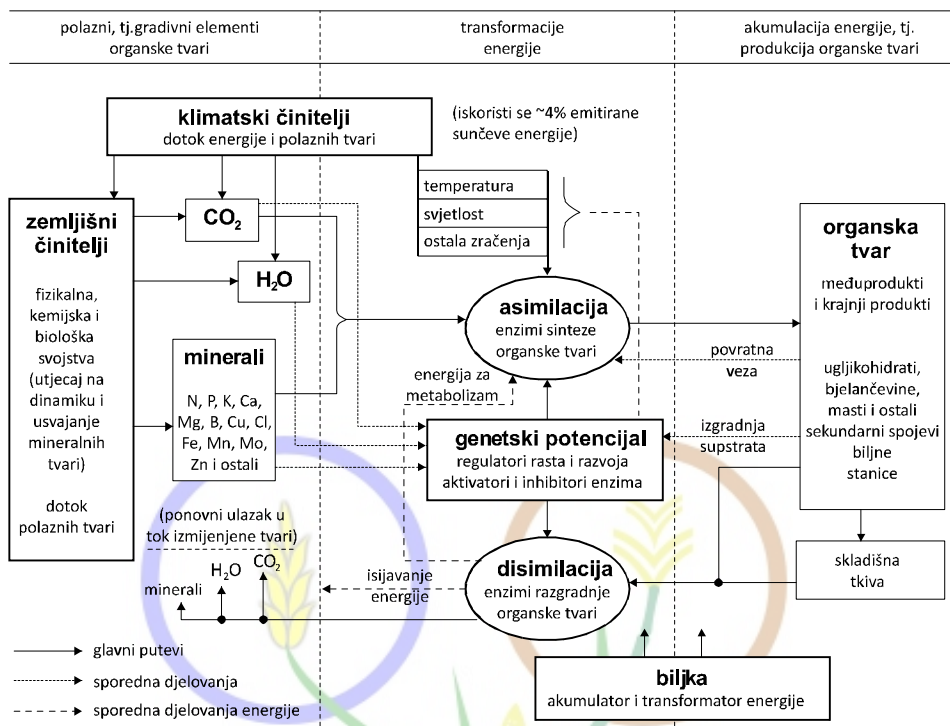 polazni, tj.gradivni elementi
organske tvari
transformacije
energije
akumulacija energije, tj.
produkcija organske tvari
klimatski činitelji
dotok energije i polaznih tvari
(iskoristi se ~4% emitirane
sunčeve energije)
temperatura
svjetlost
ostala zračenja
zemljišni
činitelji
fizikalna,
kemijska i
biološka
svojstva
(utjecaj na
dinamiku i
usvajanje
mineralnih
tvari)
dotok
polaznih tvari
CO₂
H₂O
minerali
N, P, K, Ca,
Mg, B, Cu, Cl,
Fe, Mn, Mo,
Zn i ostali
asimilacija
enzimi sinteze
organske tvari
energija za
metabolizam
povratna
veza
izgradnja
supstrata
genetski potencijal
regulatori rasta i razvoja
aktivatori i inhibitori enzima
organska
tvar
međuprodukti
i krajnji produkti
ugljikohidrati,
bjelančevine,
masti i ostali
sekundarni spojevi
biljne
stanice
skladišna
tkiva
(ponovni ulazak u
tok izmijenjene tvari)
minerali
H₂O
CO₂
isijavanje
energije
disimilacija
enzimi razgradnje
organske tvari
biljka
akumulator i transformator energije
glavni putevi
sporedna djelovanja
sporedna djelovanja energije